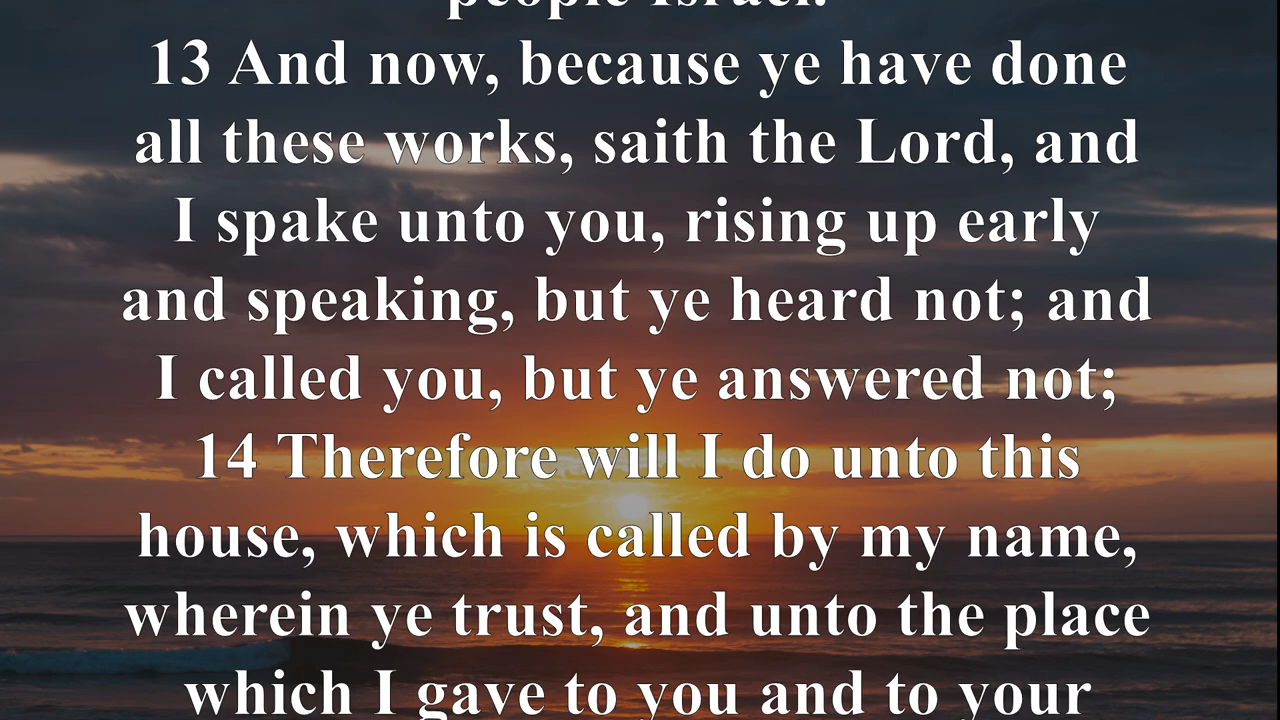 people Israel.
13 And now, because ye have done
all these works, saith the Lord, and
I spake unto you, rising up early
and speaking, but ye heard not; and
I called you, but ye answered not;
14 Therefore will I do unto this
house, which is called by my name,
wherein ye trust, and unto the place
which I gave to you and to your